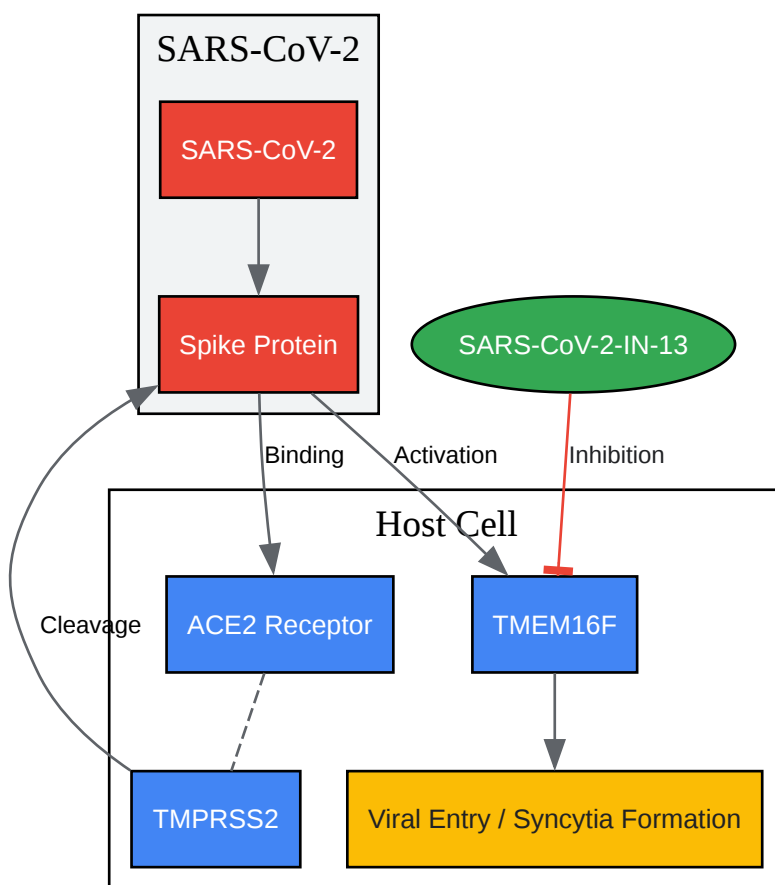 SARS-CoV-2
SARS-CoV-2
Spike Protein
SARS-CoV-2-IN-13
Binding
Activation
Inhibition
Host Cell
ACE2 Receptor
TMEM16F
Cleavage
TMPRSS2
Viral Entry / Syncytia Formation